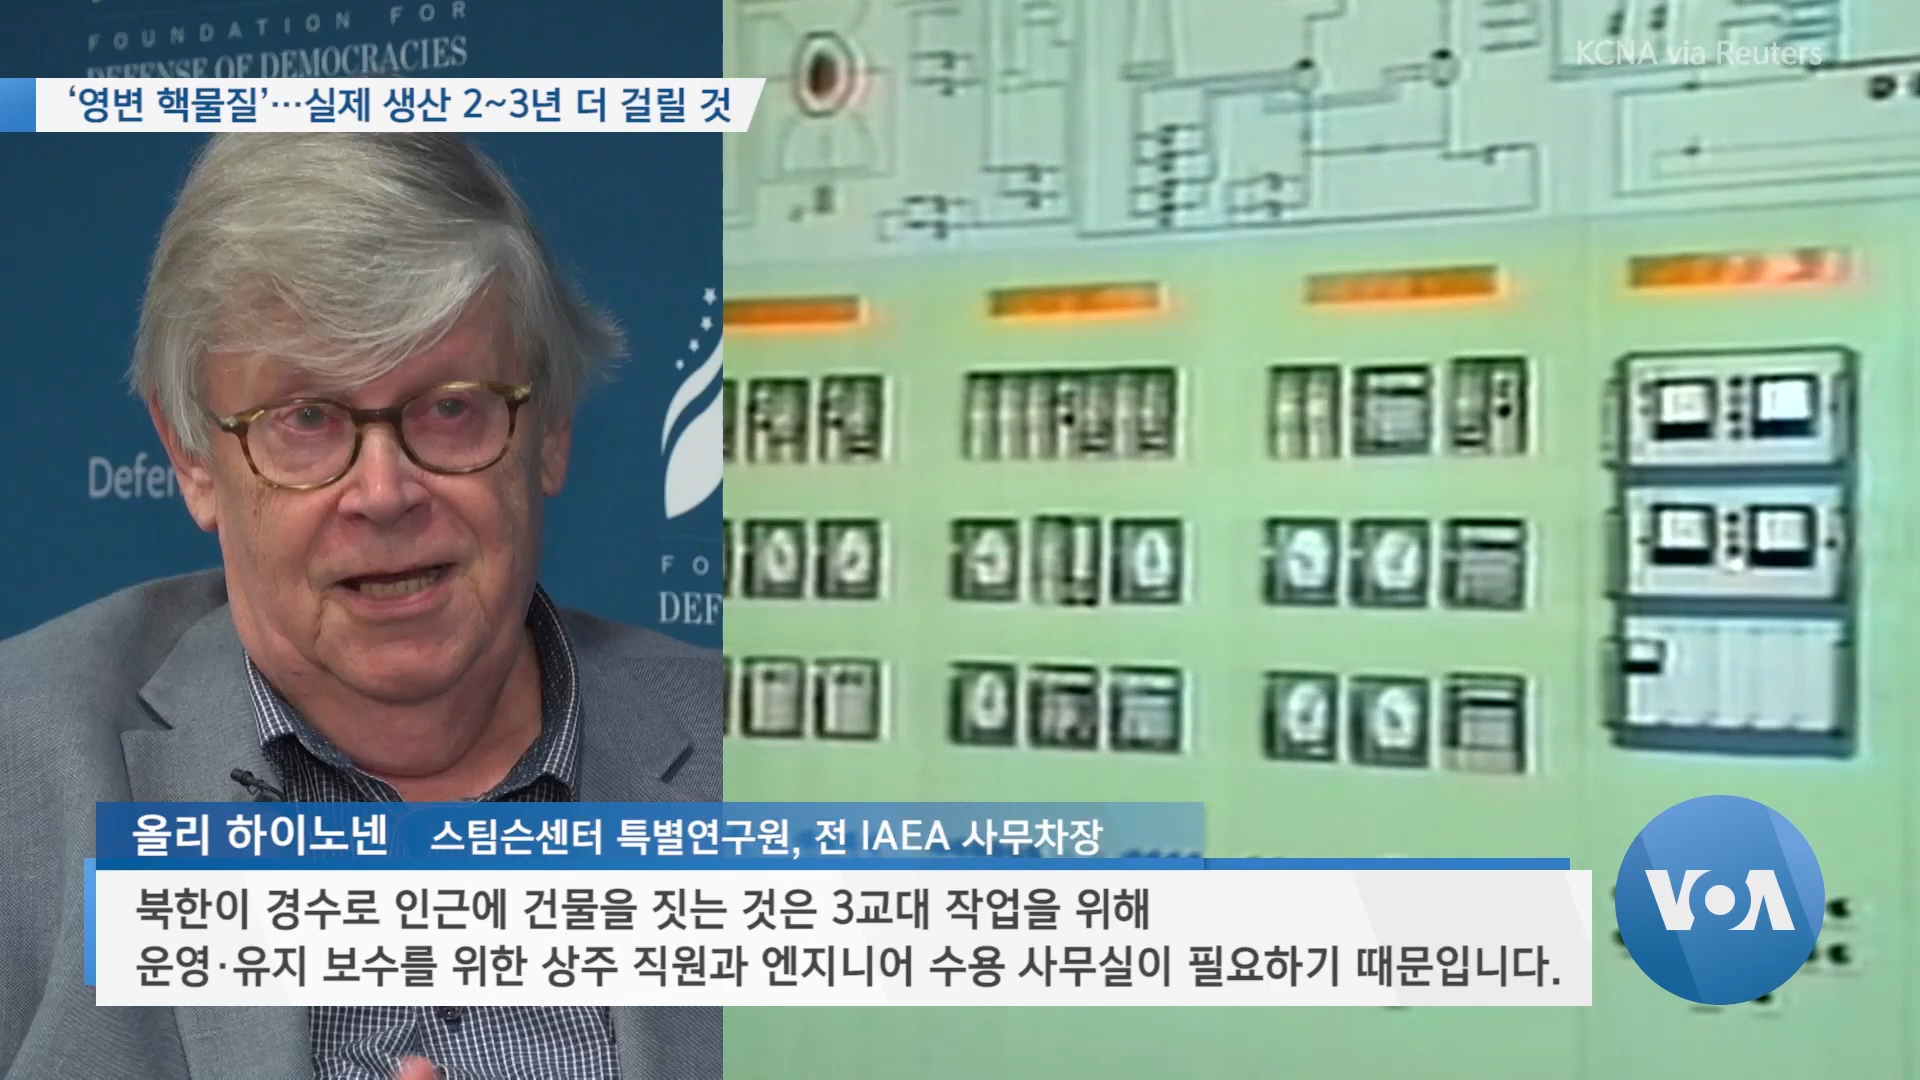 FOUNDATION FOR
DEFENSE OF DEMOCRACIES
KCNA via Reuters
‘영변 핵물질’…실제 생산 2~3년 더 걸릴 것
Defen
FO
DEF
올리 하이노넨 스팀슨센터 특별연구원, 전 IAEA 사무차장
북한이 경수로 인근에 건물을 짓는 것은 3교대 작업을 위해
운영·유지 보수를 위한 상주 직원과 엔지니어 수용 사무실이 필요하기 때문입니다.
VOA